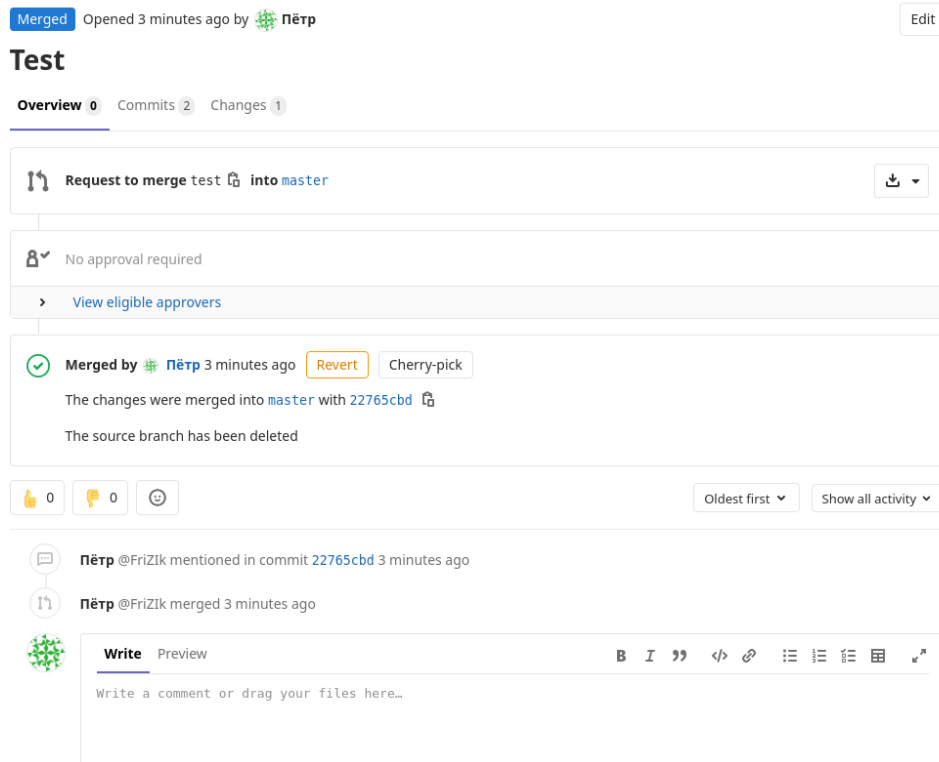 Merged Opened 3 minutes ago by Пётр Edit
Test
Overview 0 Commits 2 Changes 1
Request to merge test into master
No approval required
View eligible approvers
Merged by Пётр 3 minutes ago Revert Cherry-pick
The changes were merged into master with 22765cbd
The source branch has been deleted
0 0 Oldest first Show all activity
Пётр @FriZIk mentioned in commit 22765cbd 3 minutes ago
Пётр @FriZIk merged 3 minutes ago
Write Preview B I
Write a comment or drag your files here…